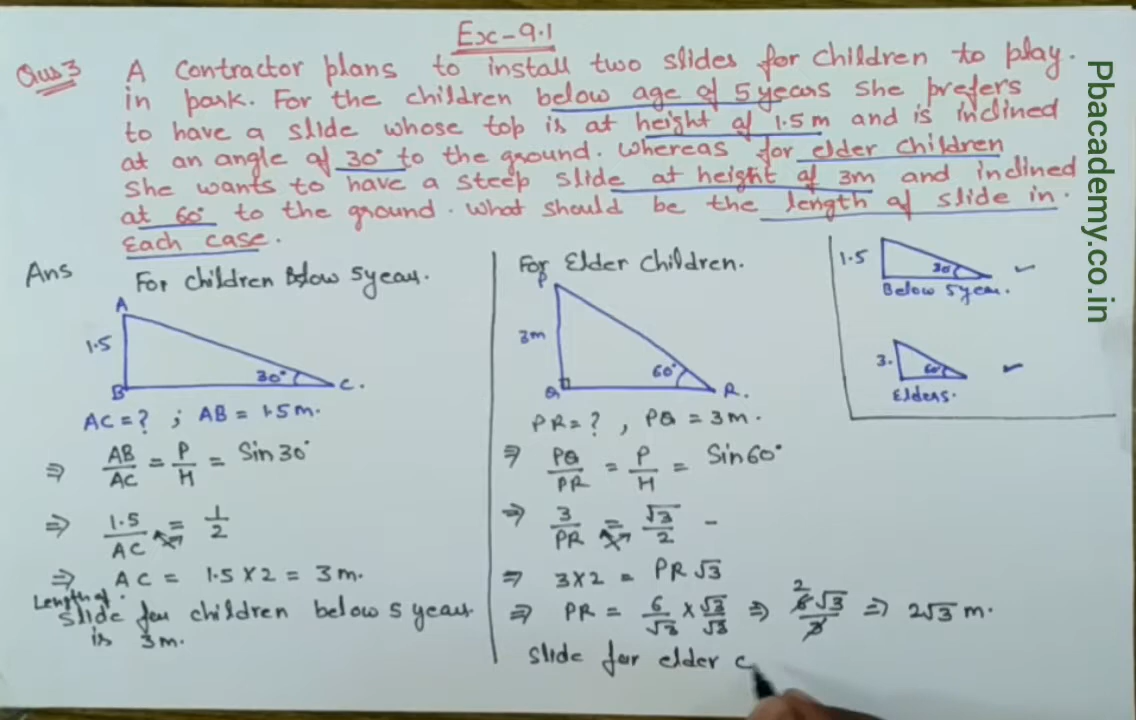 Ex-9.1
Ques 3 A Contractor plans to install two slides for children to play.
in park. For the children below age of 5 years she prefers
to have a slide whose top is at height of 1.5 m and is inclined
at an angle of 30° to the ground. Whereas for elder children
she wants to have a steep slide at height of 3m and inclined
at 60° to the ground. What should be the length of slide in.
Each case.
Ans For children below 5 years.
A
1.5
B
30°
C.
AC = ? ; AB = 1.5 m.
⇒ AB/AC = P/H = Sin 30°
⇒ 1.5/AC = 1/2
⇒ AC = 1.5 × 2 = 3 m.
Length of
slide for children below 5 years
is 3m.
For Elder Children.
P
3m
Q
60°
R.
PR = ? , PQ = 3 m.
⇒ PQ/PR = P/H = Sin 60°
⇒ 3/PR = √3/2
⇒ 3×2 = PR √3
⇒ PR = 6/√3 × √3/√3 ⇒ 6√3/3 ⇒ 2√3 m.
2
Slide for elder c
1.5
30°
Below 5 year.
3.
60°
Elders.
Pbacademy.co.in